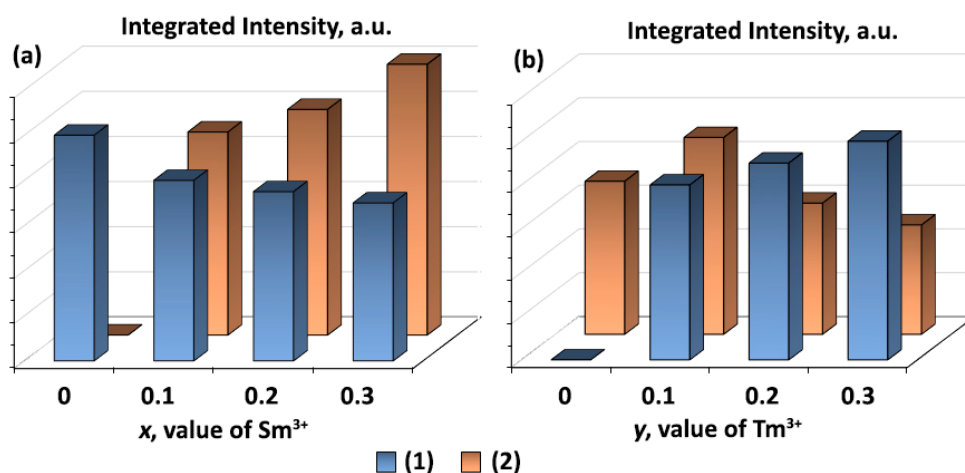 Integrated Intensity, a.u.
(a)
0 0.1 0.2 0.3
x, value of Sm³⁺
Integrated Intensity, a.u.
(b)
0 0.1 0.2 0.3
y, value of Tm³⁺
(1) (2)